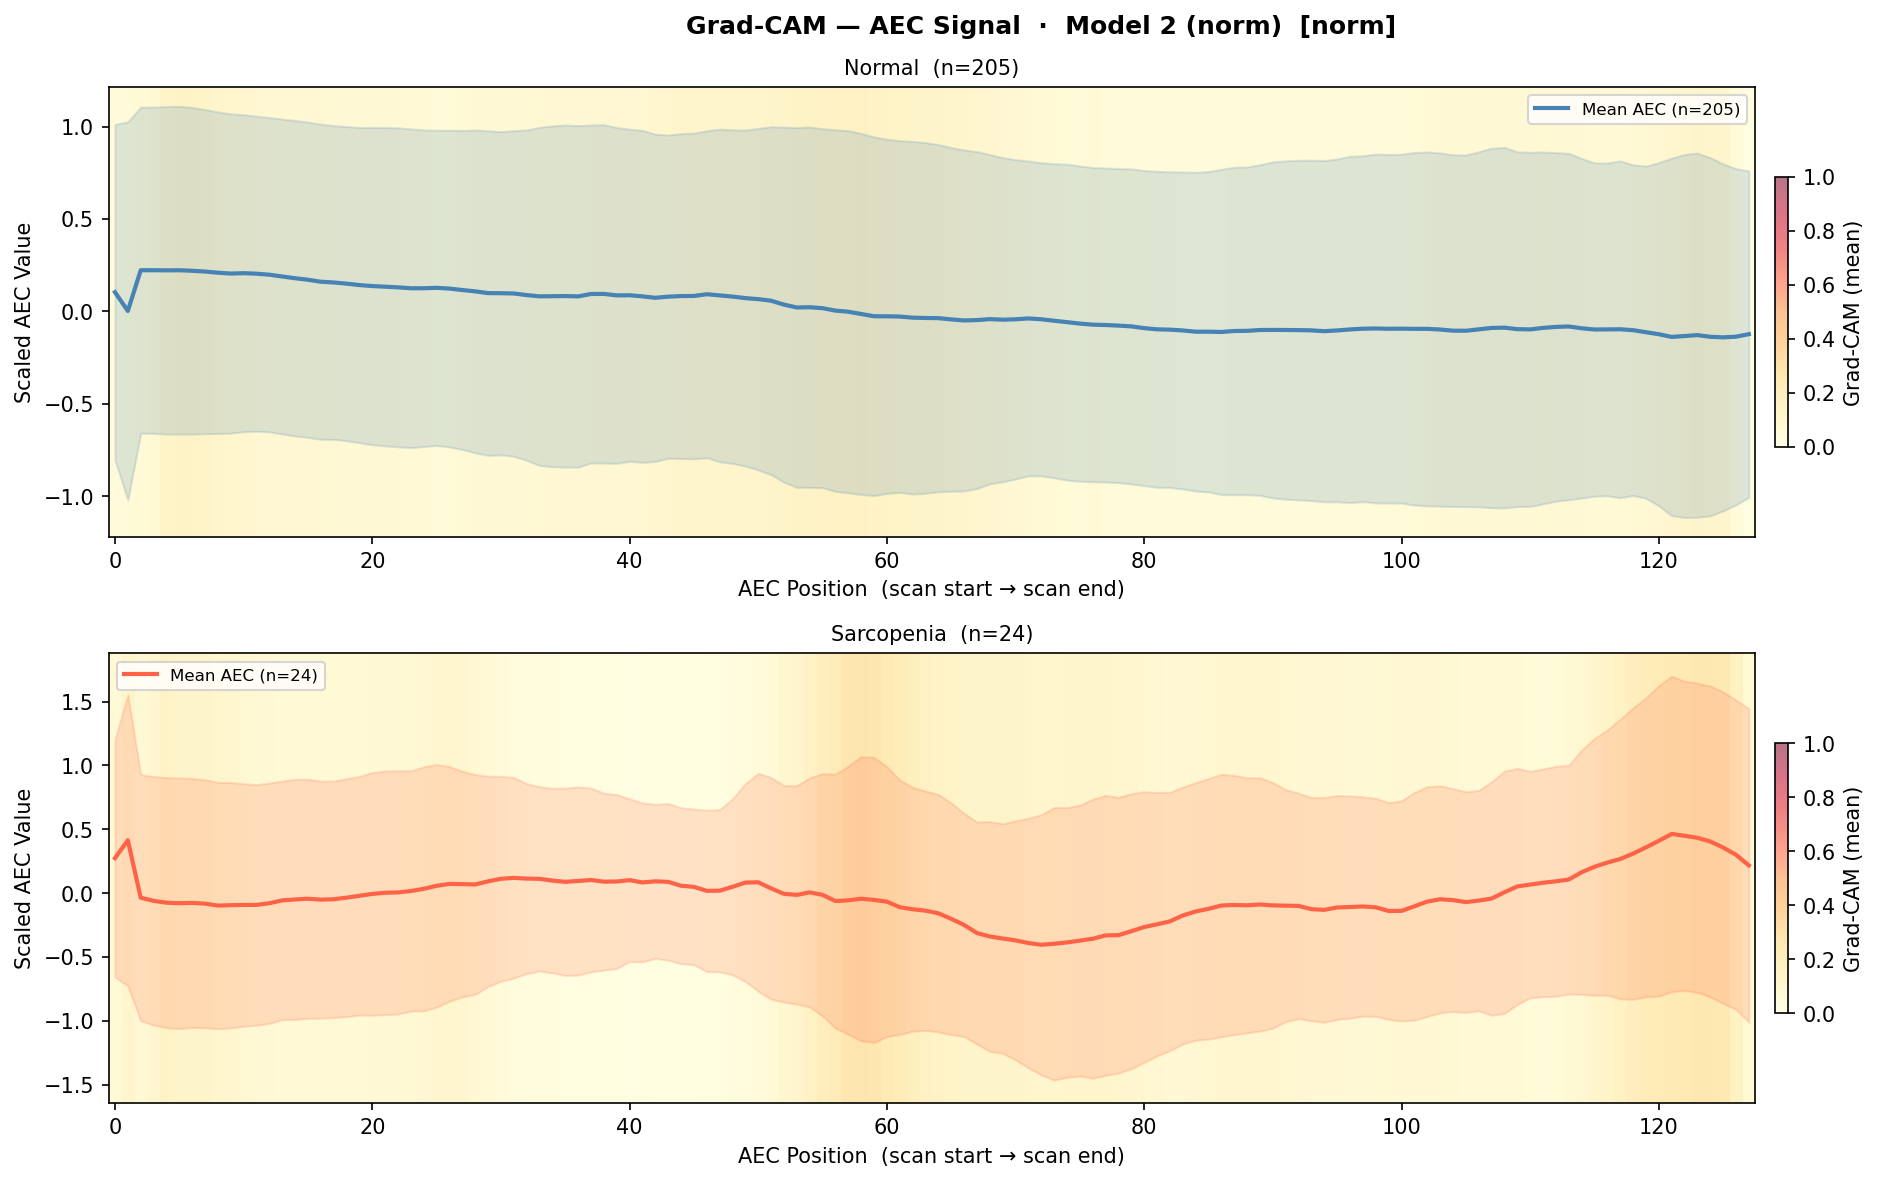 Grad-CAM — AEC Signal · Model 2 (norm) [norm]
Normal (n=205)
Mean AEC (n=205)
Scaled AEC Value
1.0
0.5
0.0
−0.5
−1.0
0 20 40 60 80 100 120
AEC Position (scan start → scan end)
1.0
0.8
0.6
0.4
0.2
0.0
Grad-CAM (mean)
Sarcopenia (n=24)
Mean AEC (n=24)
Scaled AEC Value
1.5
1.0
0.5
0.0
−0.5
−1.0
−1.5
0 20 40 60 80 100 120
AEC Position (scan start → scan end)
1.0
0.8
0.6
0.4
0.2
0.0
Grad-CAM (mean)